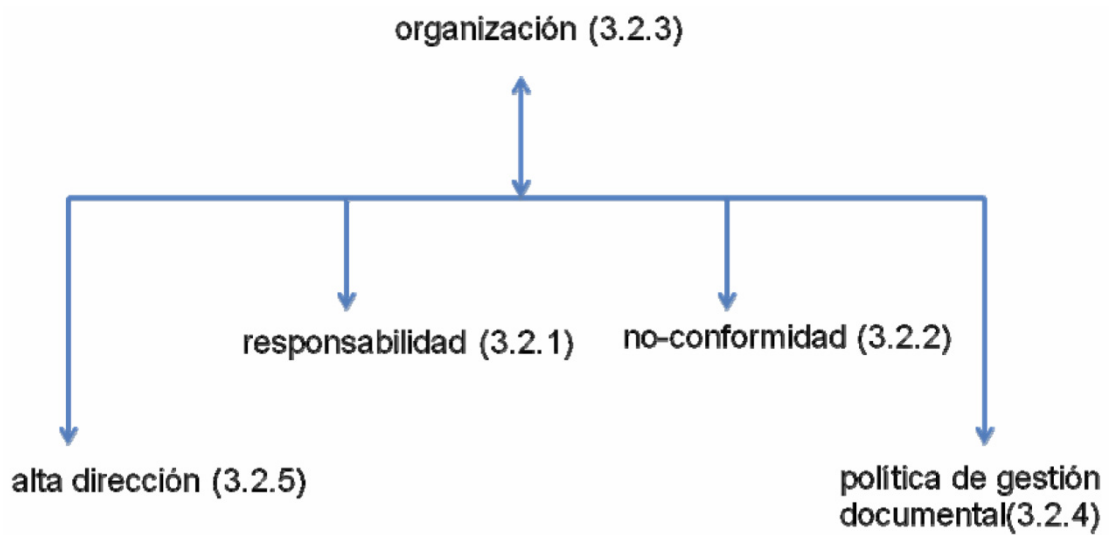 organización (3.2.3)
responsabilidad (3.2.1)
no-conformidad (3.2.2)
alta dirección (3.2.5)
política de gestión
documental(3.2.4)